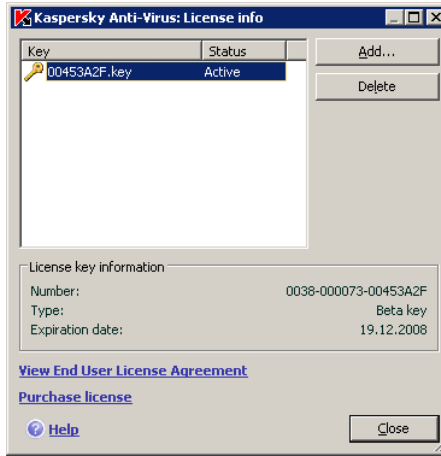 Kaspersky Anti-Virus: License info
Key Status
00453A2F.key Active
Add...
Delete
License key information
Number: 0038-000073-00453A2F
Type: Beta key
Expiration date: 19.12.2008
View End User License Agreement
Purchase license
Help
Close